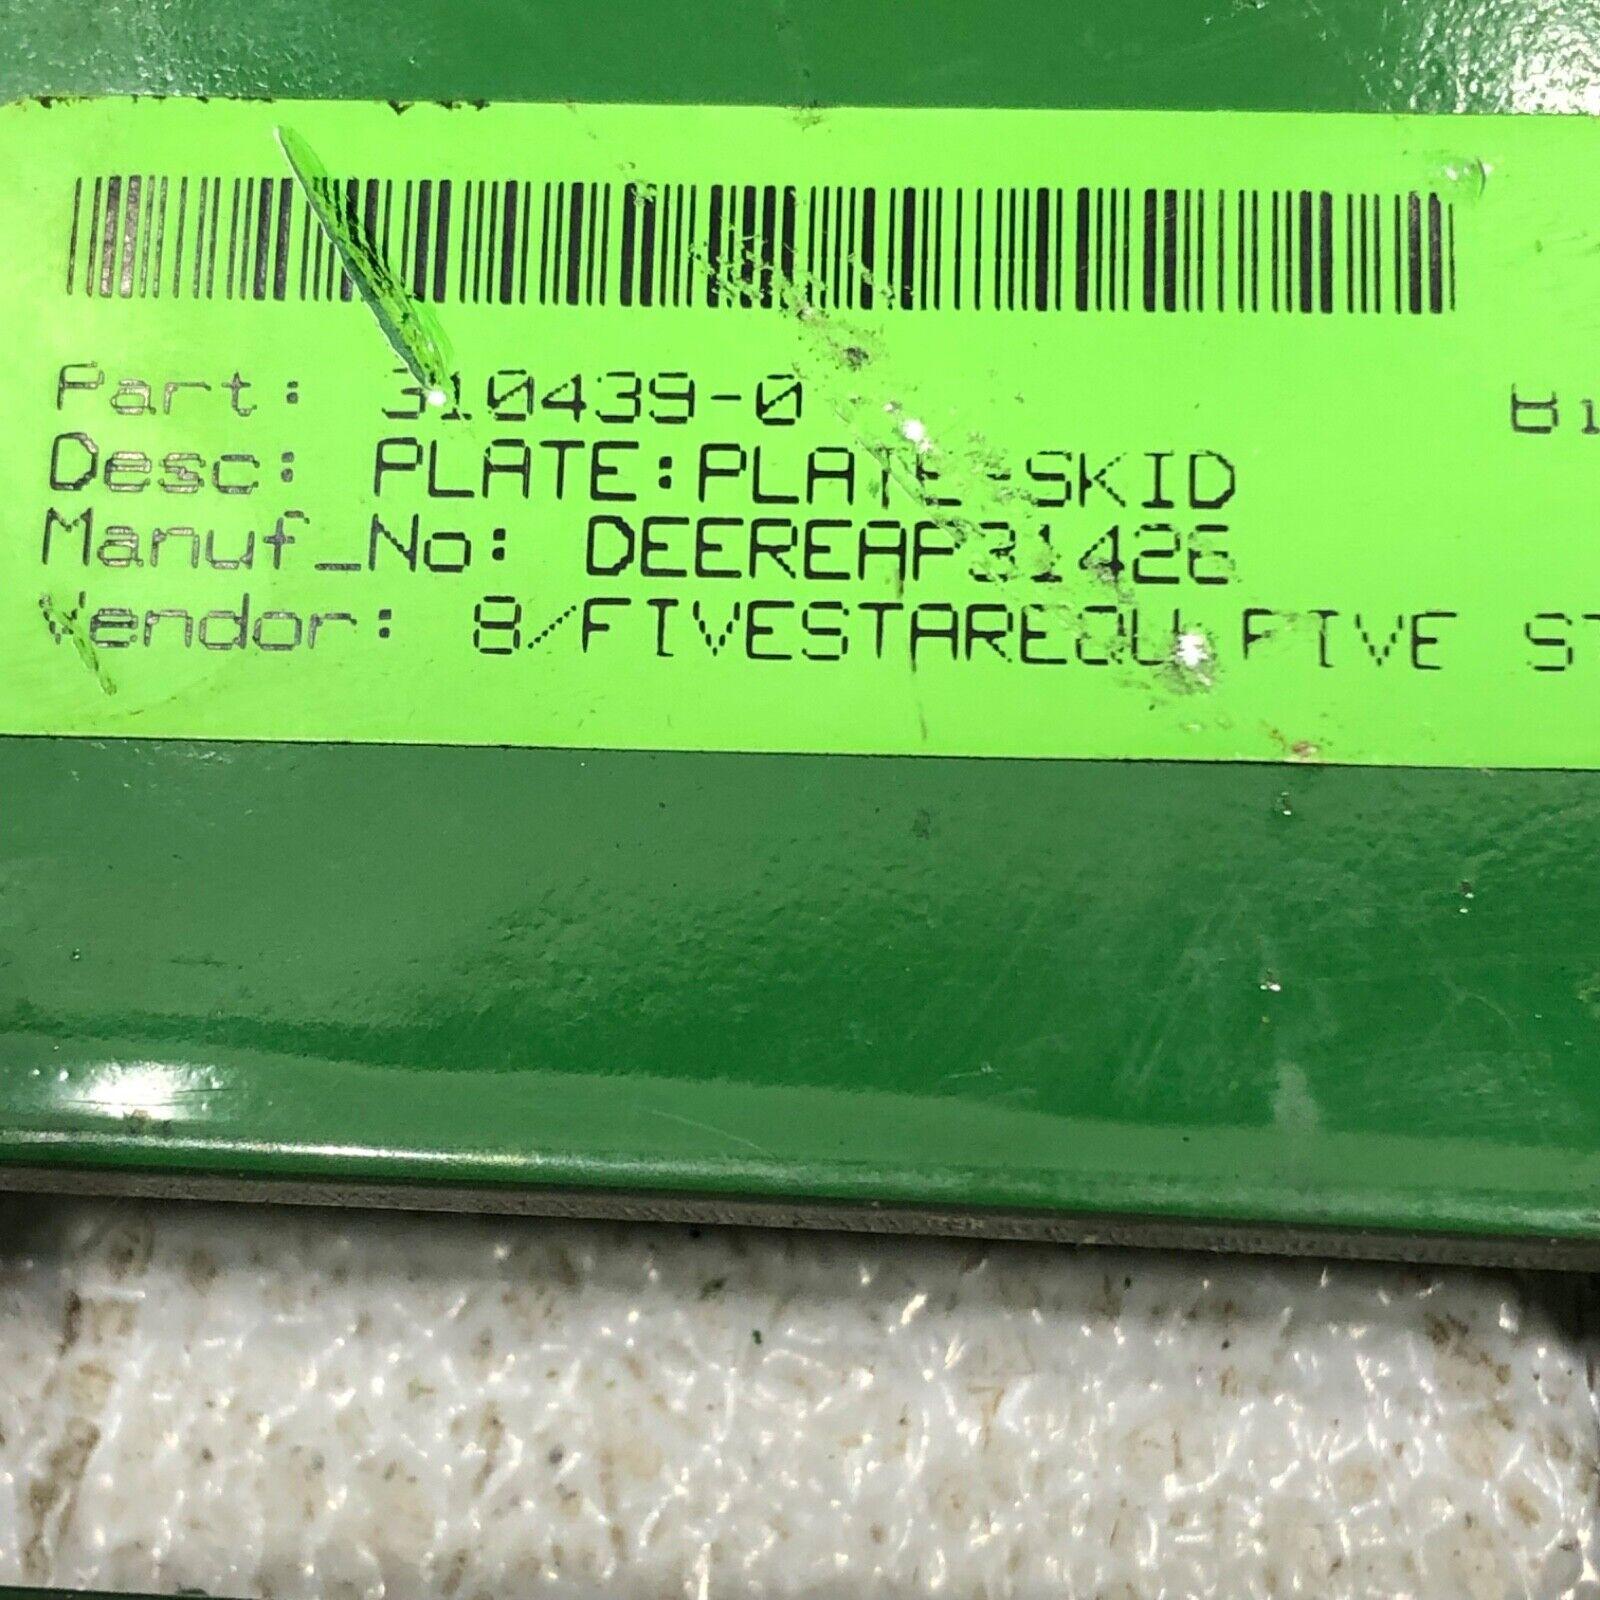 Part: 310439-0
Desc: PLATE:PLATE-SKID
Manuf_No: DEEREAP31426
Vendor: 8/FIVESTAREQU FIVE